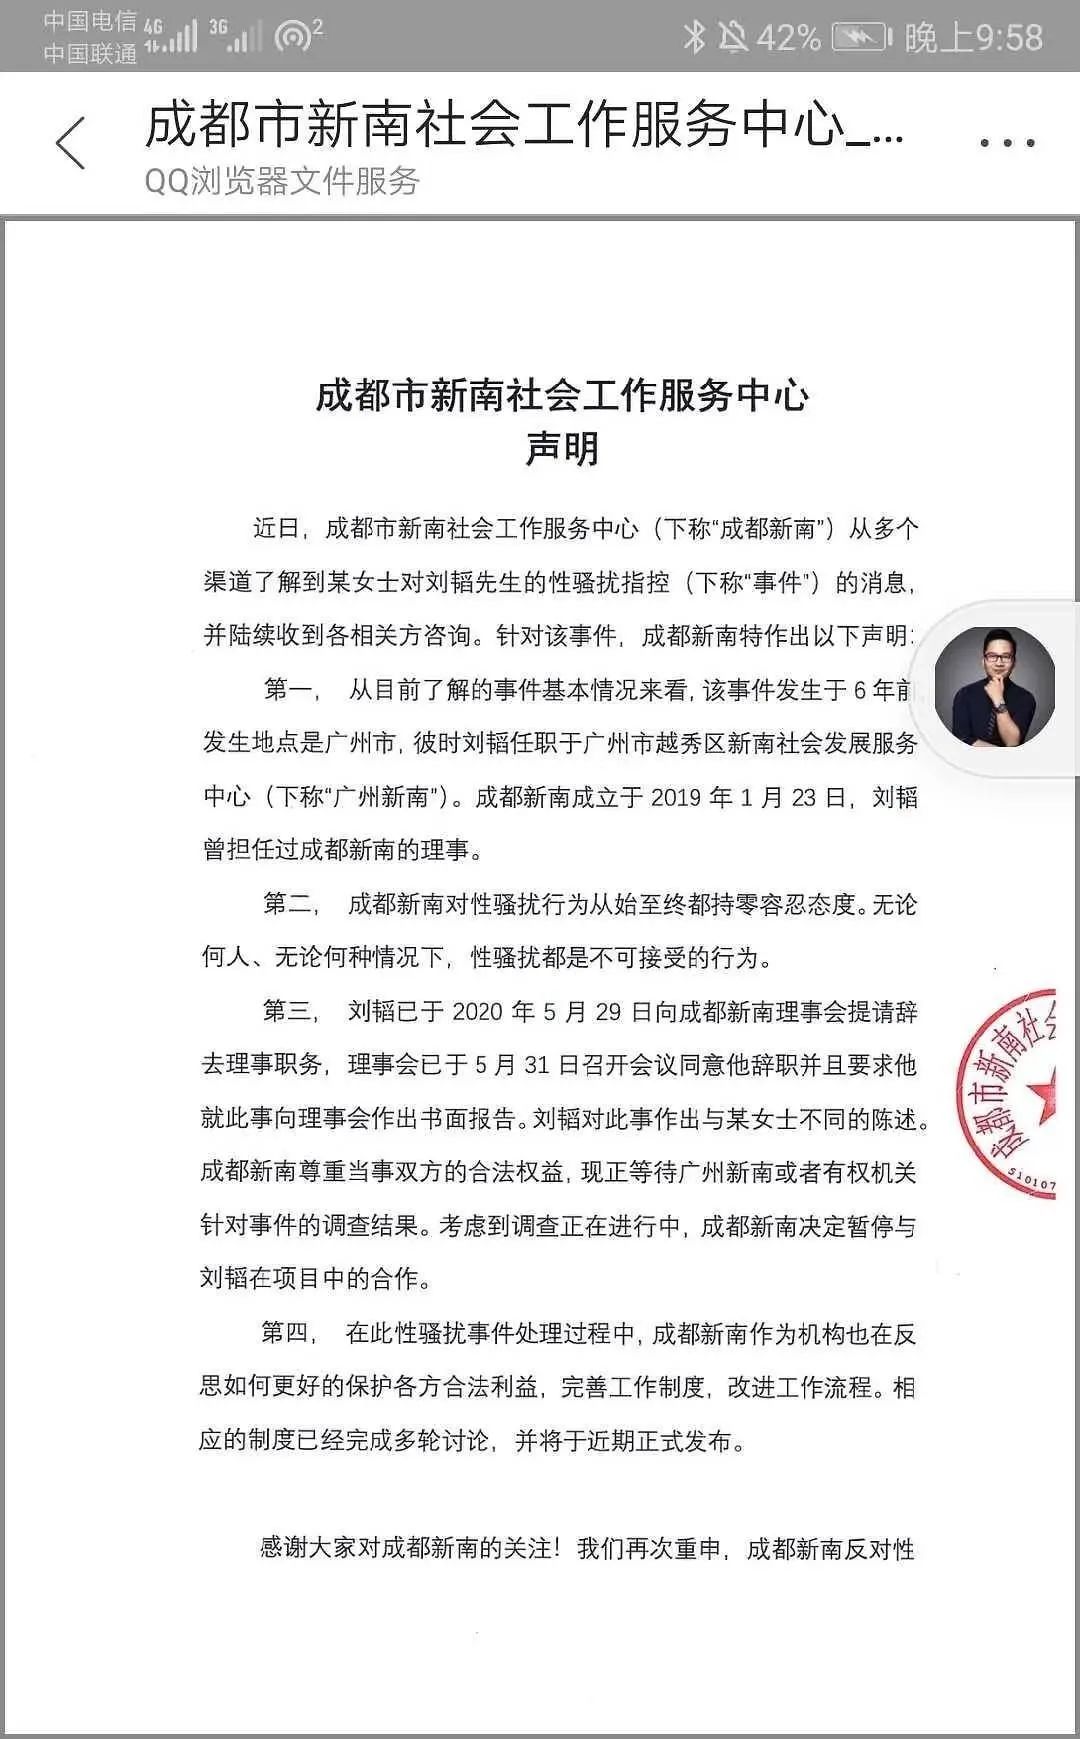 中国电信 4G 3G 2 42% 晚上9:58
中国联通
成都市新南社会工作服务中心_...
QQ浏览器文件服务
成都市新南社会工作服务中心
声明
近日，成都市新南社会工作服务中心（下称“成都新南”）从多个
渠道了解到某女士对刘韬先生的性骚扰指控（下称“事件”）的消息，
并陆续收到各相关方咨询。针对该事件，成都新南特作出以下声明：
第一， 从目前了解的事件基本情况来看，该事件发生于 6 年前，
发生地点是广州市，彼时刘韬任职于广州市越秀区新南社会发展服务
中心（下称“广州新南”）。成都新南成立于 2019 年 1 月 23 日，刘韬
曾担任过成都新南的理事。
第二， 成都新南对性骚扰行为从始至终都持零容忍态度。无论
何人、无论何种情况下，性骚扰都是不可接受的行为。
第三， 刘韬已于 2020 年 5 月 29 日向成都新南理事会提请辞
去理事职务，理事会已于 5 月 31 日召开会议同意他辞职并且要求他
就此事向理事会作出书面报告。刘韬对此事作出与某女士不同的陈述。
成都新南尊重当事双方的合法权益，现正等待广州新南或者有权机关
针对事件的调查结果。考虑到调查正在进行中，成都新南决定暂停与
刘韬在项目中的合作。
第四， 在此性骚扰事件处理过程中，成都新南作为机构也在反
思如何更好的保护各方合法利益，完善工作制度，改进工作流程。相
应的制度已经完成多轮讨论，并将于近期正式发布。
感谢大家对成都新南的关注！我们再次重申，成都新南反对性
成都市新南社会
510107